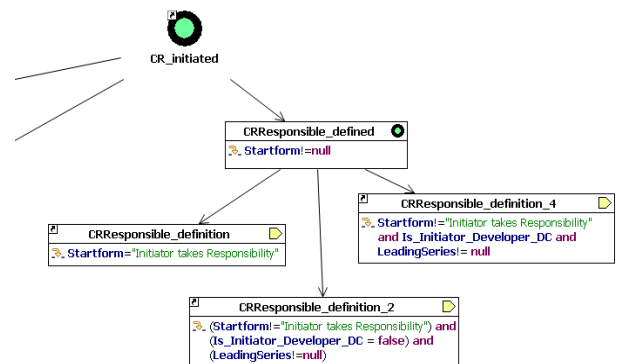 CR_initiated
CRResponsible_defined
Startform!=null
CRResponsible_definition
Startform="Initiator takes Responsibility"
CRResponsible_definition_4
Startform!="Initiator takes Responsibility"
and Is_Initiator_Developer_DC and
LeadingSeries!= null
CRResponsible_definition_2
(Startform!="Initiator takes Responsibility") and
(Is_Initiator_Developer_DC = false) and
(LeadingSeries!=null)